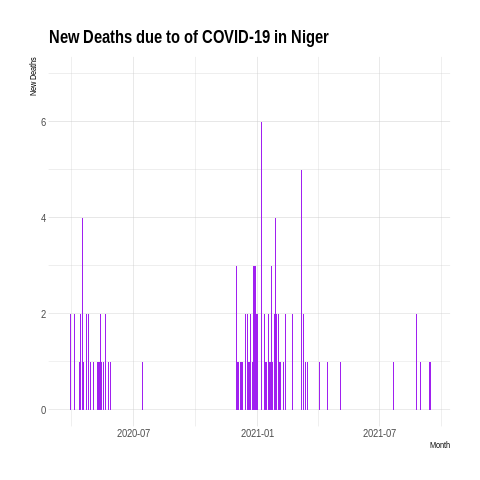 New Deaths due to of COVID-19 in Niger
New Deaths
6
4
2
0
2020-07
2021-01
2021-07
Month